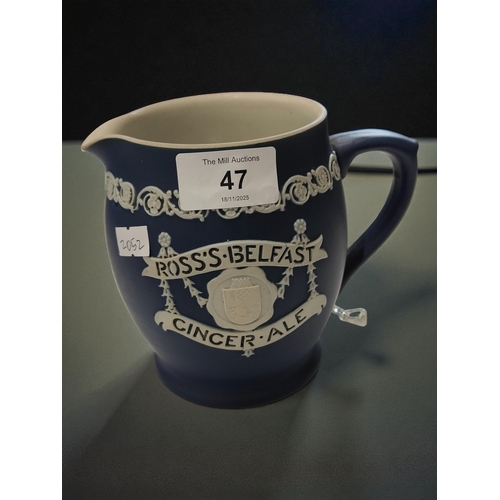 The Mill Auctions
47
18/11/2025
2052
ROSS'S·BELFAST
GINGER·ALE